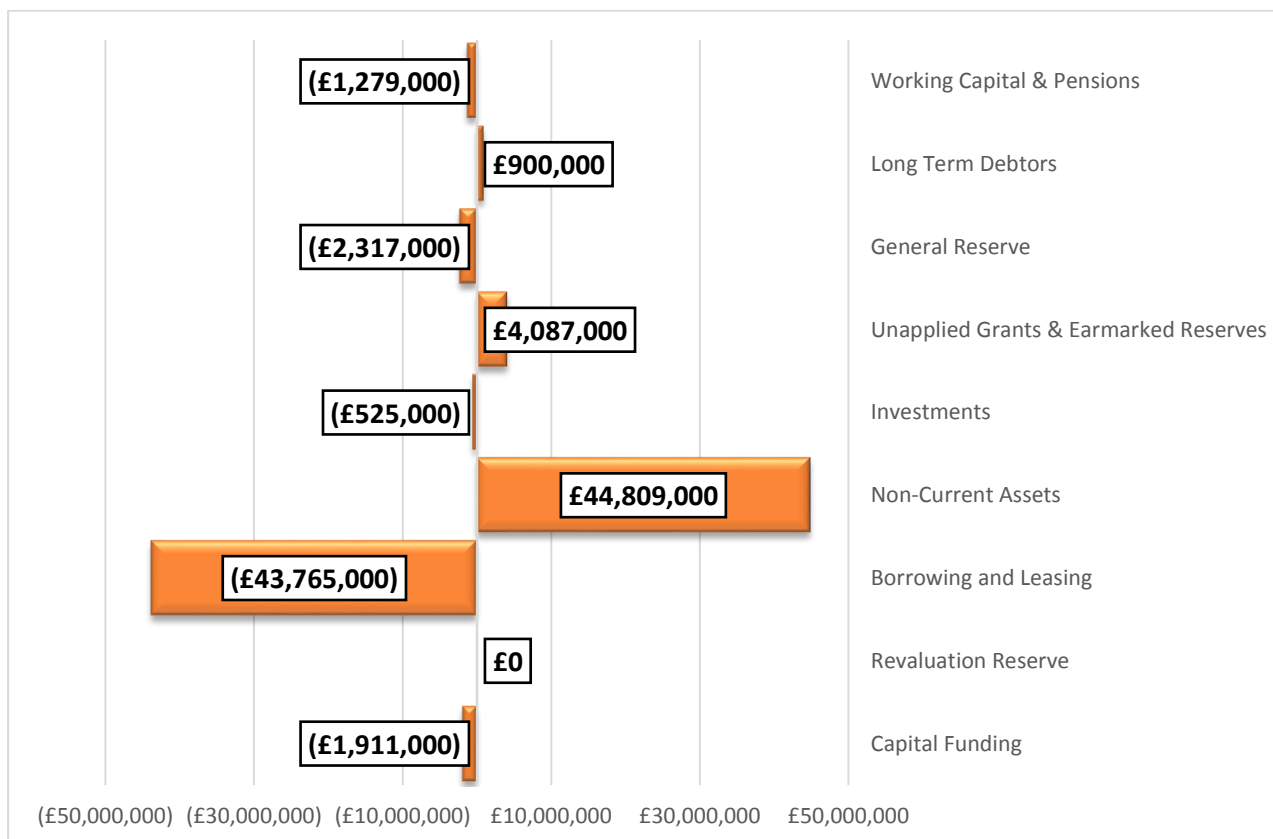 (£1,279,000) Working Capital & Pensions
£900,000 Long Term Debtors
(£2,317,000) General Reserve
£4,087,000 Unapplied Grants & Earmarked Reserves
(£525,000) Investments
£44,809,000 Non-Current Assets
(£43,765,000) Borrowing and Leasing
£0 Revaluation Reserve
(£1,911,000) Capital Funding
(£50,000,000) (£30,000,000) (£10,000,000) £10,000,000 £30,000,000 £50,000,000